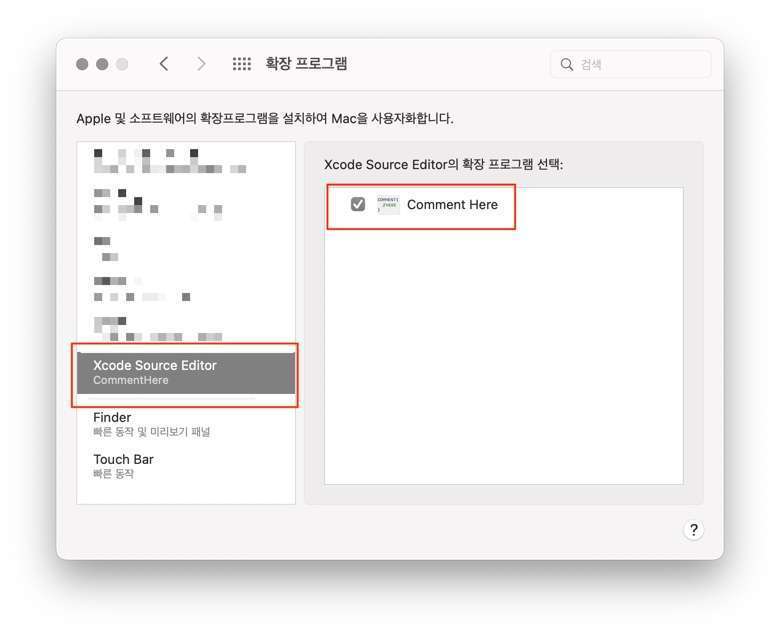 확장 프로그램
검색
Apple 및 소프트웨어의 확장프로그램을 설치하여 Mac을 사용자화합니다.
Xcode Source Editor
CommentHere
Finder
빠른 동작 및 미리보기 패널
Touch Bar
빠른 동작
Xcode Source Editor의 확장 프로그램 선택:
Comment Here
?